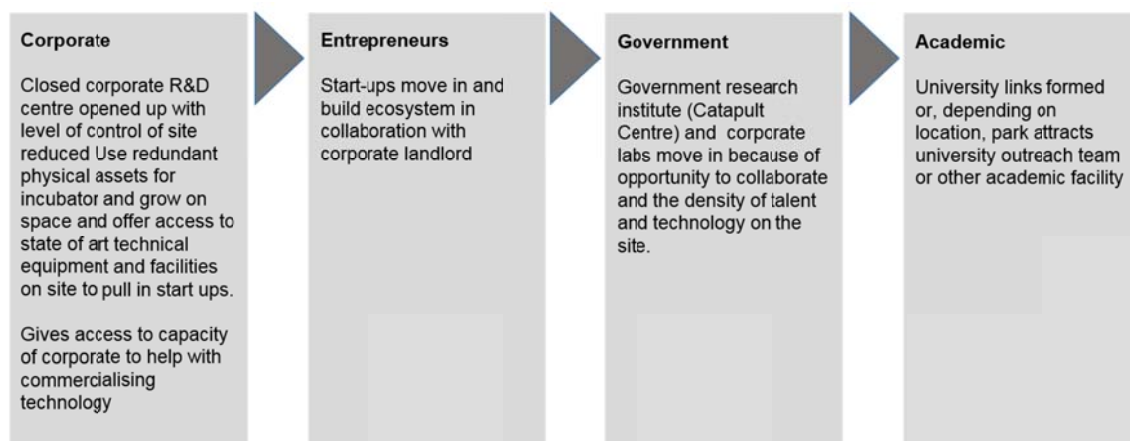 Corporate
Closed corporate R&D
centre opened up with
level of control of site
reduced Use redundant
physical assets for
incubator and grow on
space and offer access to
state of art technical
equipment and facilities
on site to pull in start ups.
Gives access to capacity
of corporate to help with
commercialising
technology
Entrepreneurs
Start-ups move in and
build ecosystem in
collaboration with
corporate landlord
Government
Government research
institute (Catapult
Centre) and corporate
labs move in because of
opportunity to collaborate
and the density of talent
and technology on the
site.
Academic
University links formed
or, depending on
location, park attracts
university outreach team
or other academic facility